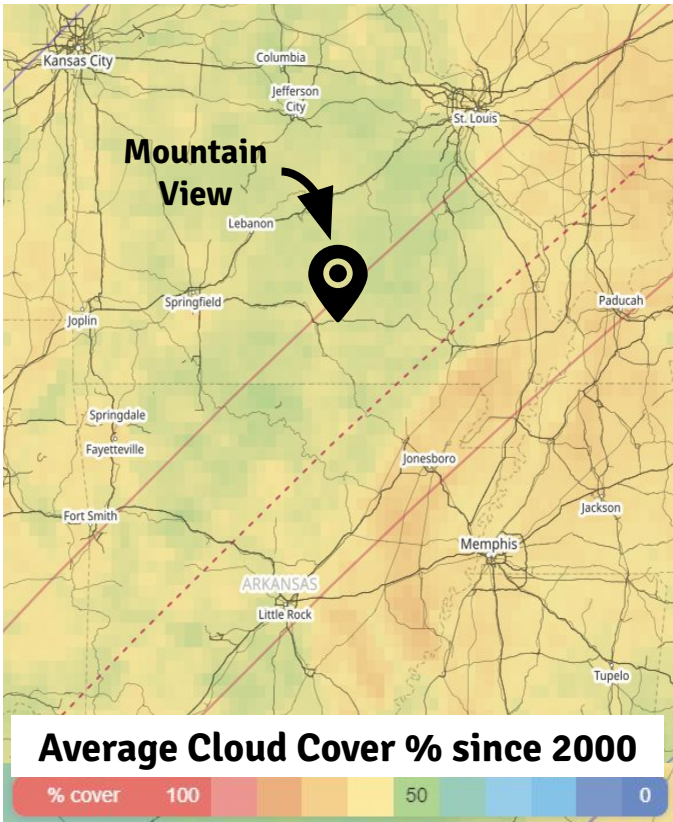 Kansas City
Columbia
Jefferson
City
St. Louis
Mountain
View
Lebanon
Springfield
Paducah
Joplin
Springdale
Fayetteville
Jonesboro
Fort Smith
Jackson
Memphis
ARKANSAS
Little Rock
Tupelo
Average Cloud Cover % since 2000
% cover 100 50 0